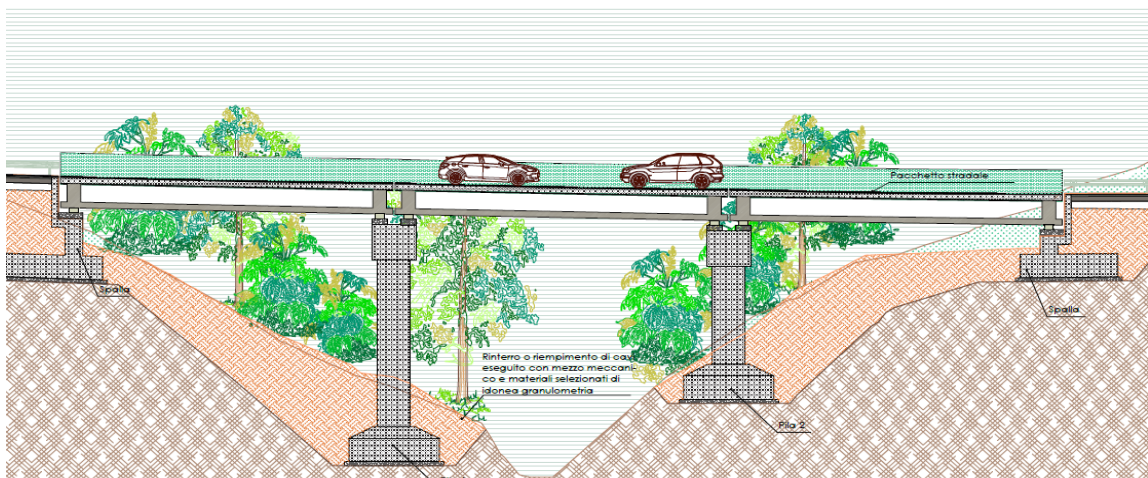 Pacchetto stradale
Spalla
Spalla
Rinterro o riempimento di cavi
eseguito con mezzo meccani-
co e materiali selezionati di
idonea granulometria
Pila 2